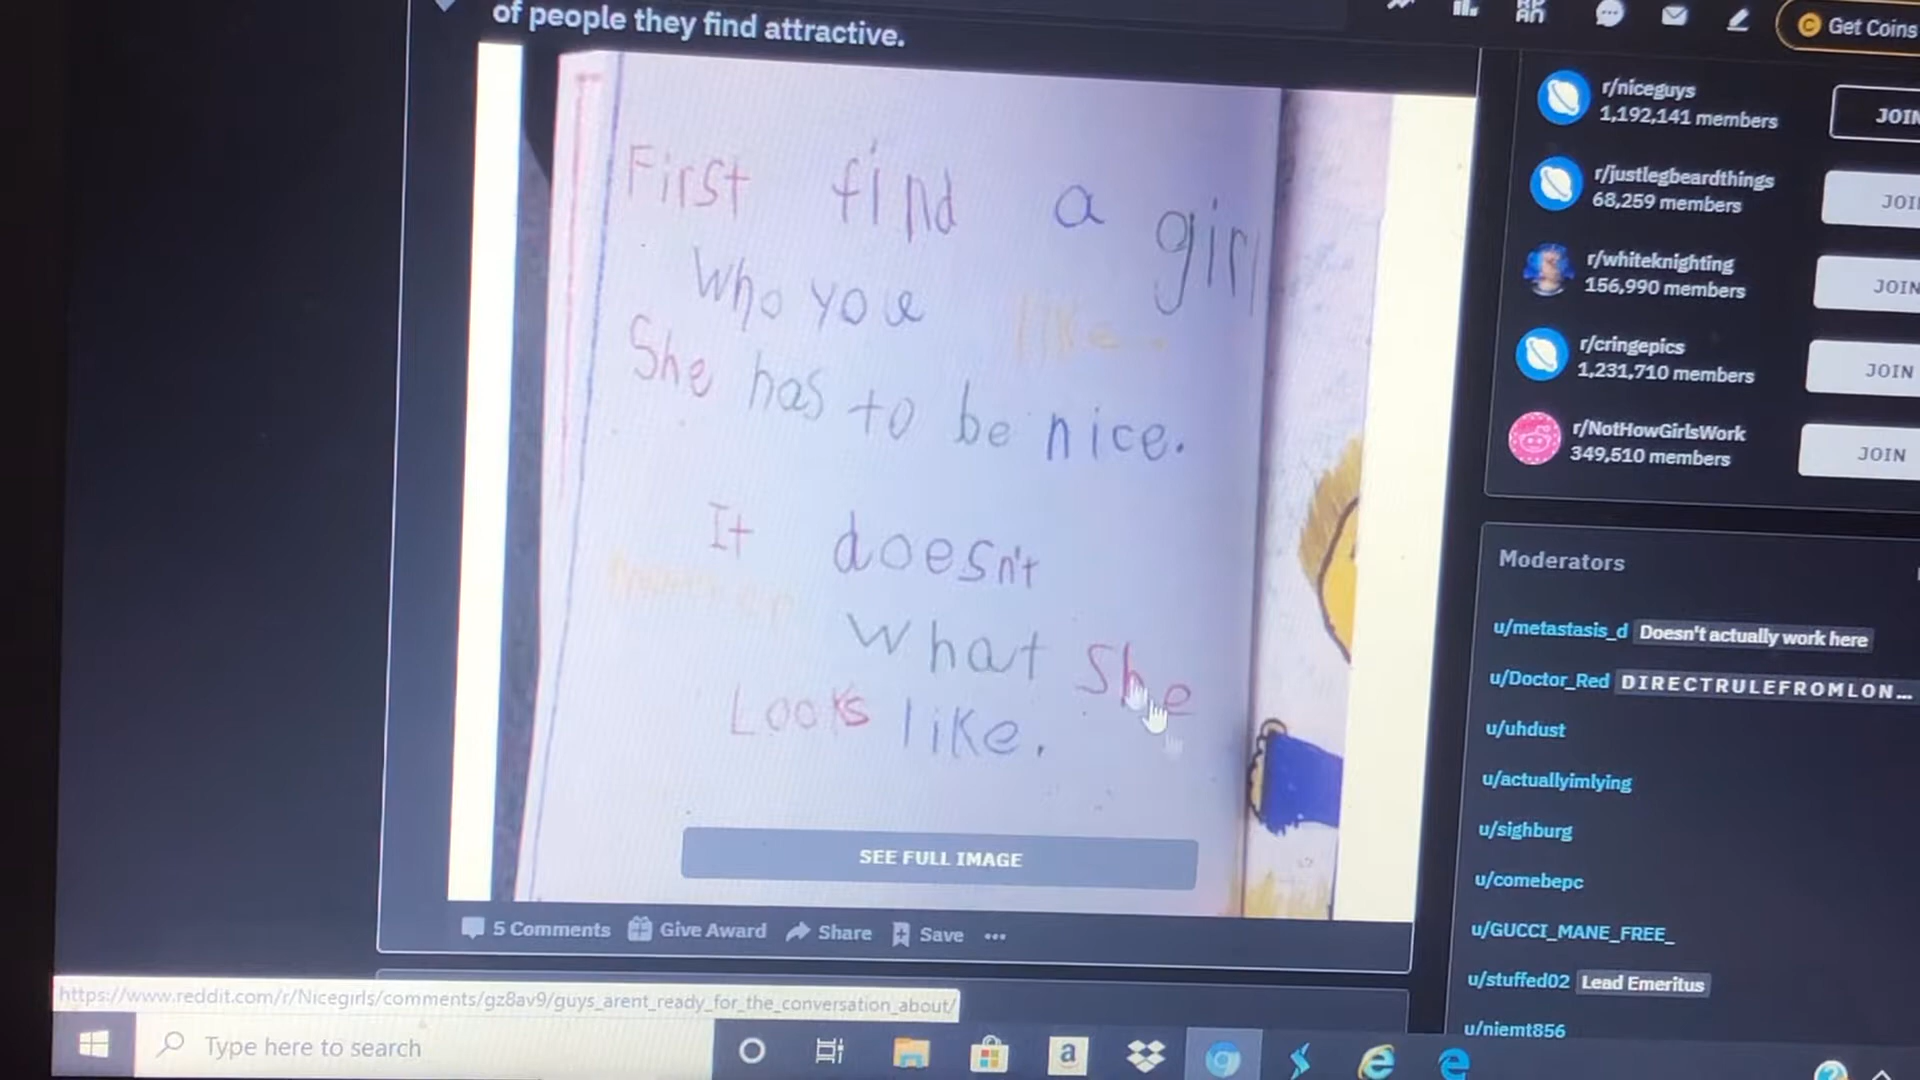 of people they find attractive.
Get Coins
First find a girl
who you like.
She has to be nice.
It doesn't
matter what she
Looks like.
SEE FULL IMAGE
5 Comments Give Award Share Save
r/niceguys
1,192,141 members
JOIN
r/justlegbeardthings
68,259 members
JOI
r/whiteknighting
156,990 members
JOIN
r/cringepics
1,231,710 members
JOIN
r/NotHowGirlsWork
349,510 members
JOIN
Moderators
u/metastasis_d Doesn't actually work here
u/Doctor_Red DIRECTRULEFROMLON...
u/uhdust
u/actuallyimlying
u/sighburg
u/comebepc
u/GUCCI_MANE_FREE_
u/stuffed02 Lead Emeritus
u/niemt856
https://www.reddit.com/r/Nicegirls/comments/gz8av9/guys_arent_ready_for_the_conversation_about/
Type here to search